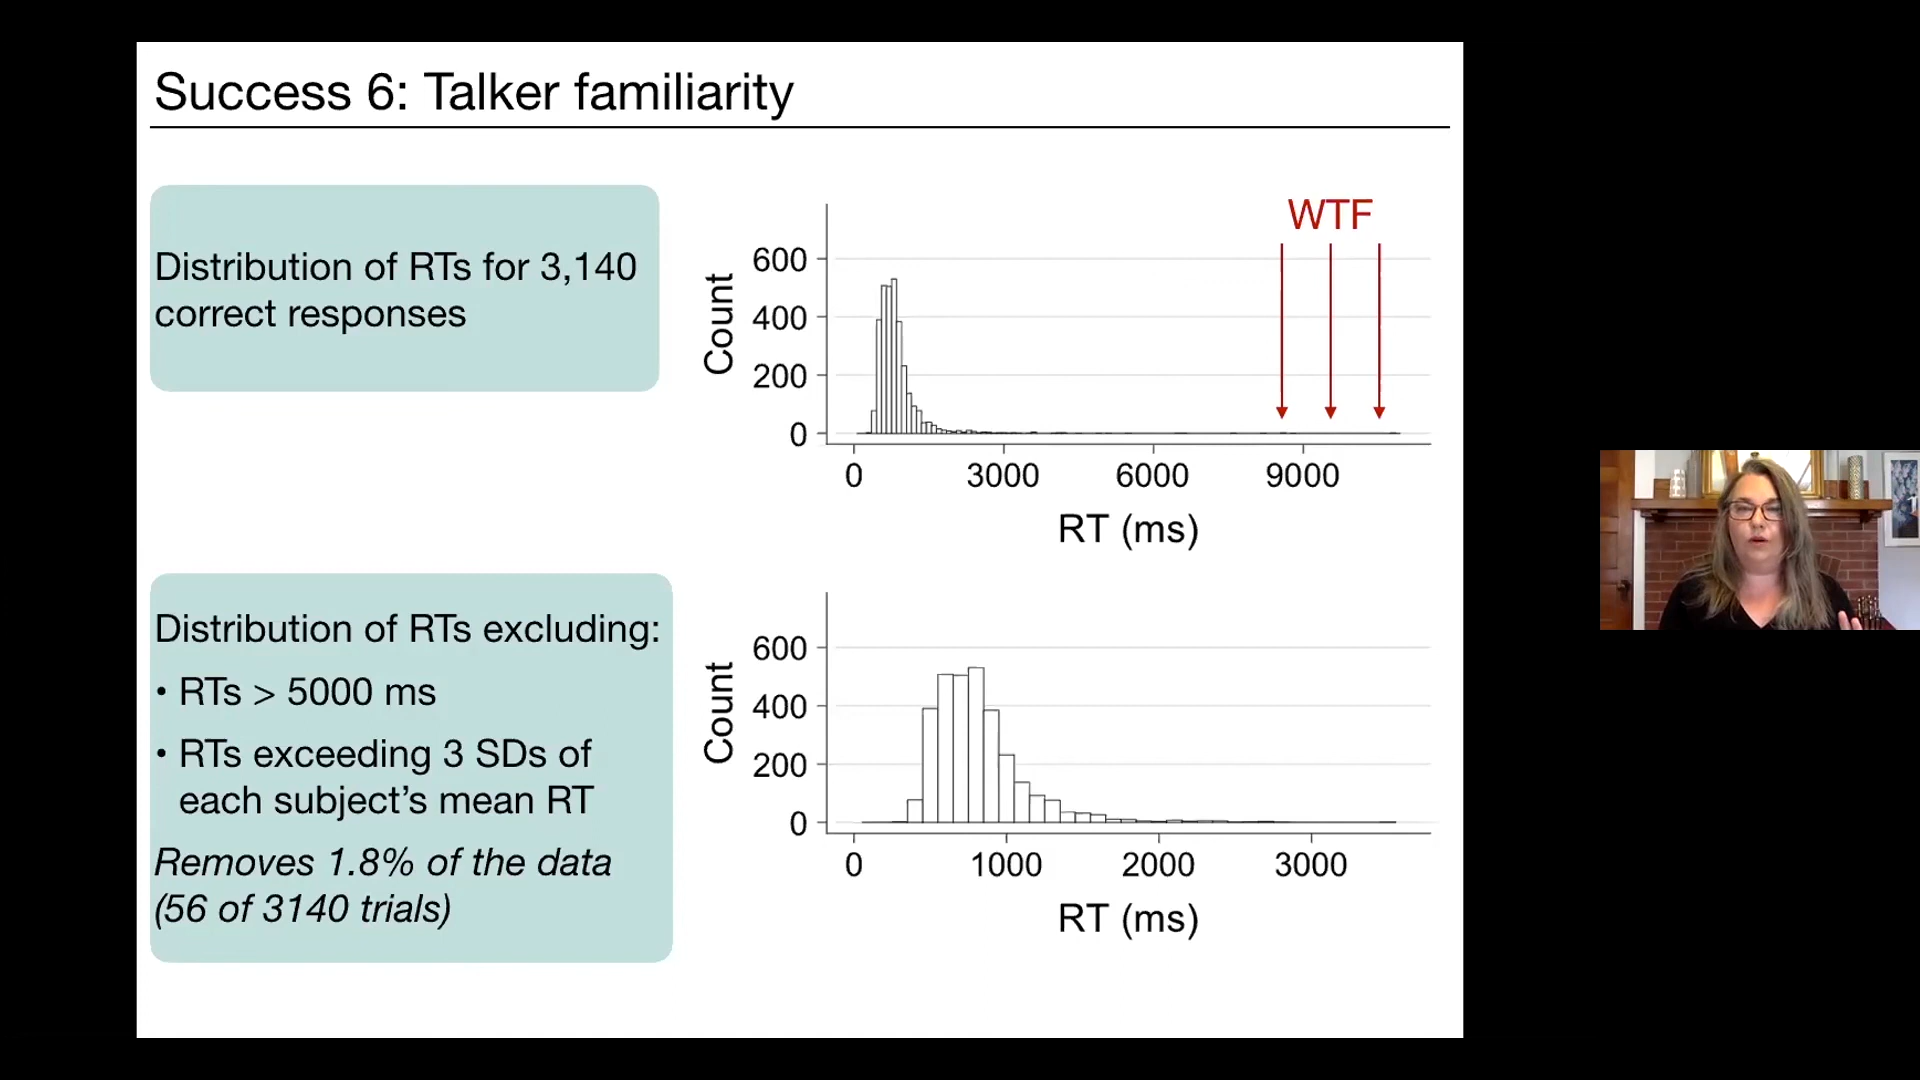 Success 6: Talker familiarity
Distribution of RTs for 3,140
correct responses
WTF
600
400
200
0
Count
0 3000 6000 9000
RT (ms)
Distribution of RTs excluding:
• RTs > 5000 ms
• RTs exceeding 3 SDs of
each subject’s mean RT
Removes 1.8% of the data
(56 of 3140 trials)
600
400
200
0
Count
0 1000 2000 3000
RT (ms)